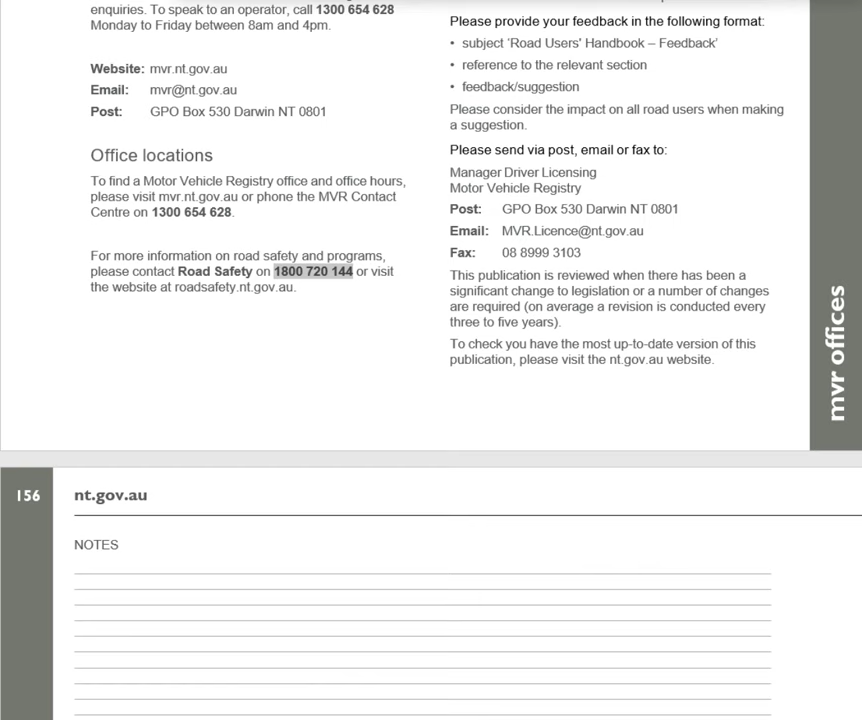 enquiries. To speak to an operator, call 1300 654 628
Monday to Friday between 8am and 4pm.
Website: mvr.nt.gov.au
Email: mvr@nt.gov.au
Post: GPO Box 530 Darwin NT 0801
Office locations
To find a Motor Vehicle Registry office and office hours,
please visit mvr.nt.gov.au or phone the MVR Contact
Centre on 1300 654 628.
For more information on road safety and programs,
please contact Road Safety on 1800 720 144 or visit
the website at roadsafety.nt.gov.au.
Please provide your feedback in the following format:
• subject ‘Road Users' Handbook – Feedback’
• reference to the relevant section
• feedback/suggestion
Please consider the impact on all road users when making
a suggestion.
Please send via post, email or fax to:
Manager Driver Licensing
Motor Vehicle Registry
Post: GPO Box 530 Darwin NT 0801
Email: MVR.Licence@nt.gov.au
Fax: 08 8999 3103
This publication is reviewed when there has been a
significant change to legislation or a number of changes
are required (on average a revision is conducted every
three to five years).
To check you have the most up-to-date version of this
publication, please visit the nt.gov.au website.
mvr offices
156 nt.gov.au
NOTES